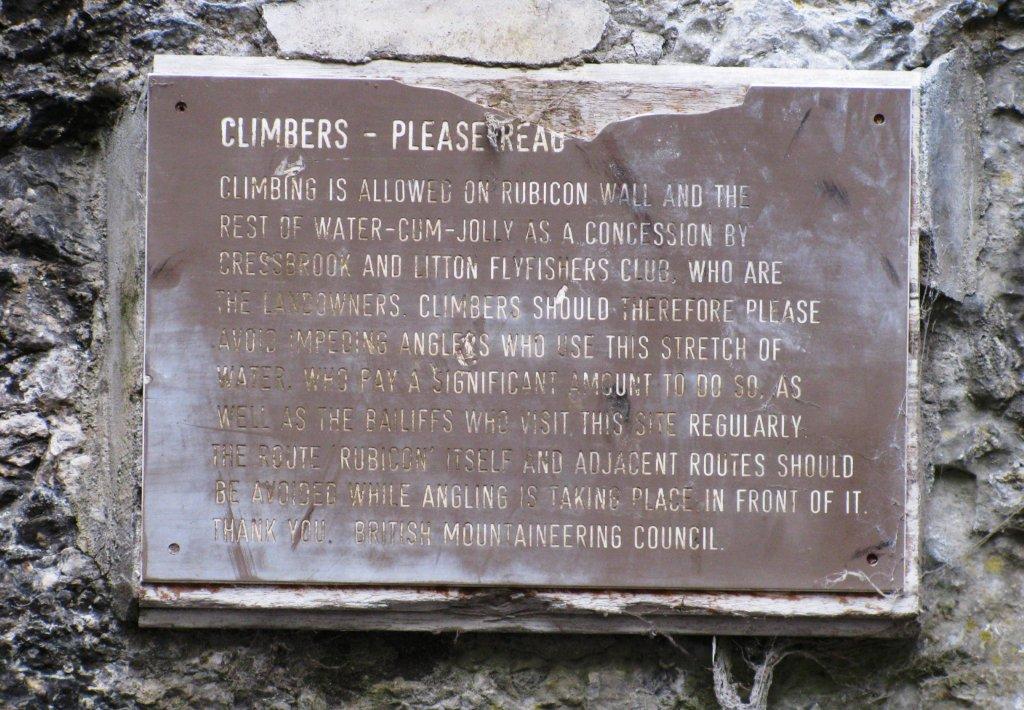 CLIMBERS - PLEASE READ
CLIMBING IS ALLOWED ON RUBICON WALL AND THE
REST OF WATER-CUM-JOLLY AS A CONCESSION BY
CRESSBROOK AND LITTON FLYFISHERS CLUB, WHO ARE
THE LANDOWNERS. CLIMBERS SHOULD THEREFORE PLEASE
AVOID IMPEDING ANGLERS WHO USE THIS STRETCH OF
WATER, WHO PAY A SIGNIFICANT AMOUNT TO DO SO, AS
WELL AS THE BAILIFFS WHO VISIT THIS SITE REGULARLY.
THE ROUTE 'RUBICON' ITSELF AND ADJACENT ROUTES SHOULD
BE AVOIDED WHILE ANGLING IS TAKING PLACE IN FRONT OF IT.
THANK YOU. BRITISH MOUNTAINEERING COUNCIL.